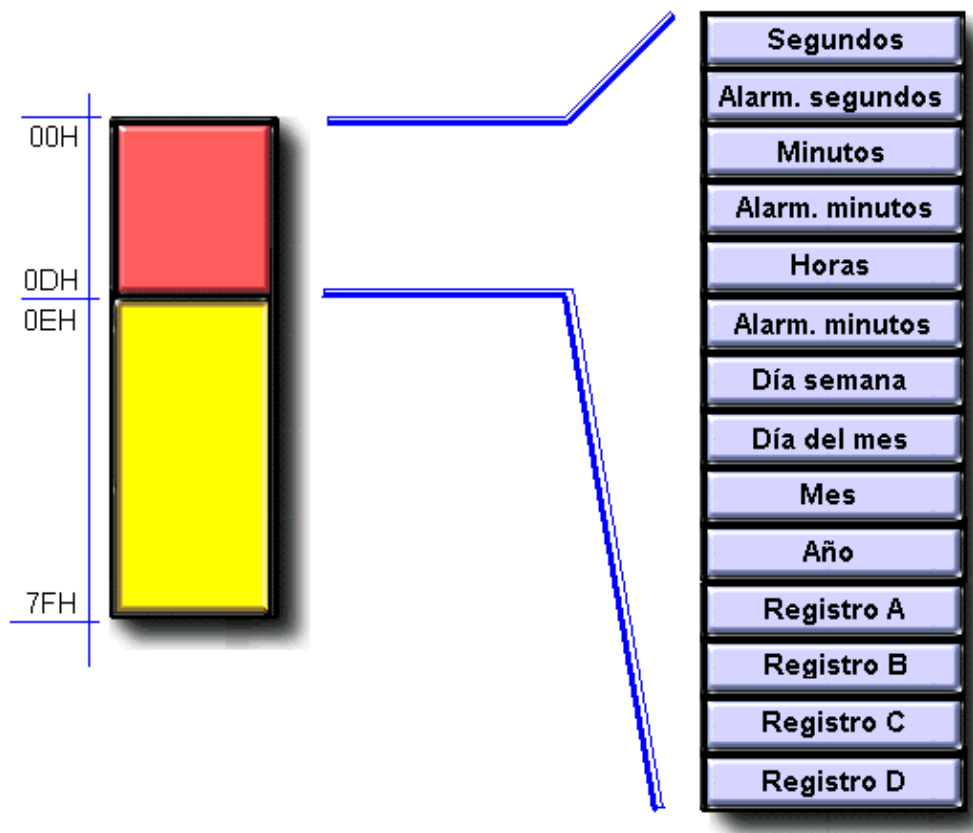 00H
0DH
0EH
7FH
Segundos
Alarm. segundos
Minutos
Alarm. minutos
Horas
Alarm. minutos
Día semana
Día del mes
Mes
Año
Registro A
Registro B
Registro C
Registro D